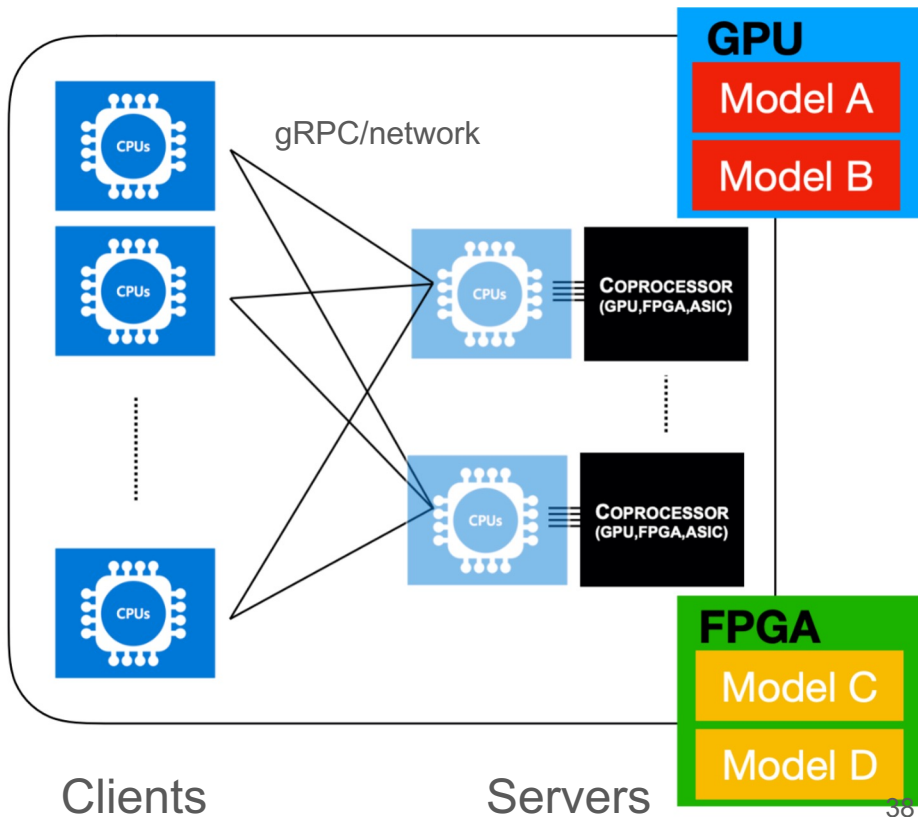 GPU
Model A
Model B
gRPC/network
CPUs
CPUs
CPUs
COPROCESSOR
(GPU,FPGA,ASIC)
CPUs
COPROCESSOR
(GPU,FPGA,ASIC)
CPUs
FPGA
Model C
Model D
Clients
Servers
38